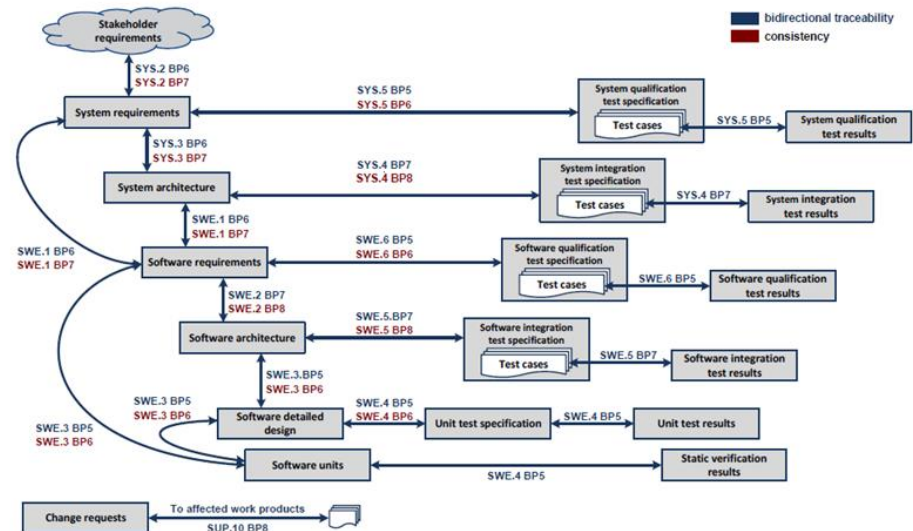 Stakeholder
requirements
bidirectional traceability
consistency
SYS.2 BP6
SYS.2 BP7
System requirements
SYS.5 BP5
SYS.5 BP6
System qualification
test specification
Test cases
SYS.5 BP5
System qualification
test results
SYS.3 BP6
SYS.3 BP7
System architecture
SYS.4 BP7
SYS.4 BP8
System integration
test specification
Test cases
SYS.4 BP7
System integration
test results
SWE.1 BP6
SWE.1 BP7
SWE.1 BP6
SWE.1 BP7
Software requirements
SWE.6 BP5
SWE.6 BP6
Software qualification
test specification
Test cases
SWE.6 BP5
Software qualification
test results
SWE.2 BP7
SWE.2 BP8
Software architecture
SWE.5.BP7
SWE.5 BP8
Software integration
test specification
Test cases
SWE.5 BP7
Software integration
test results
SWE.3.BP5
SWE.3 BP6
SWE.3 BP5
SWE.3 BP6
SWE.3 BP5
SWE.3 BP6
Software detailed
design
SWE.4 BP5
SWE.4 BP6
Unit test specification
SWE.4 BP5
Unit test results
Software units
SWE.4 BP5
Static verification
results
Change requests
To affected work products
SUP.10 BP8